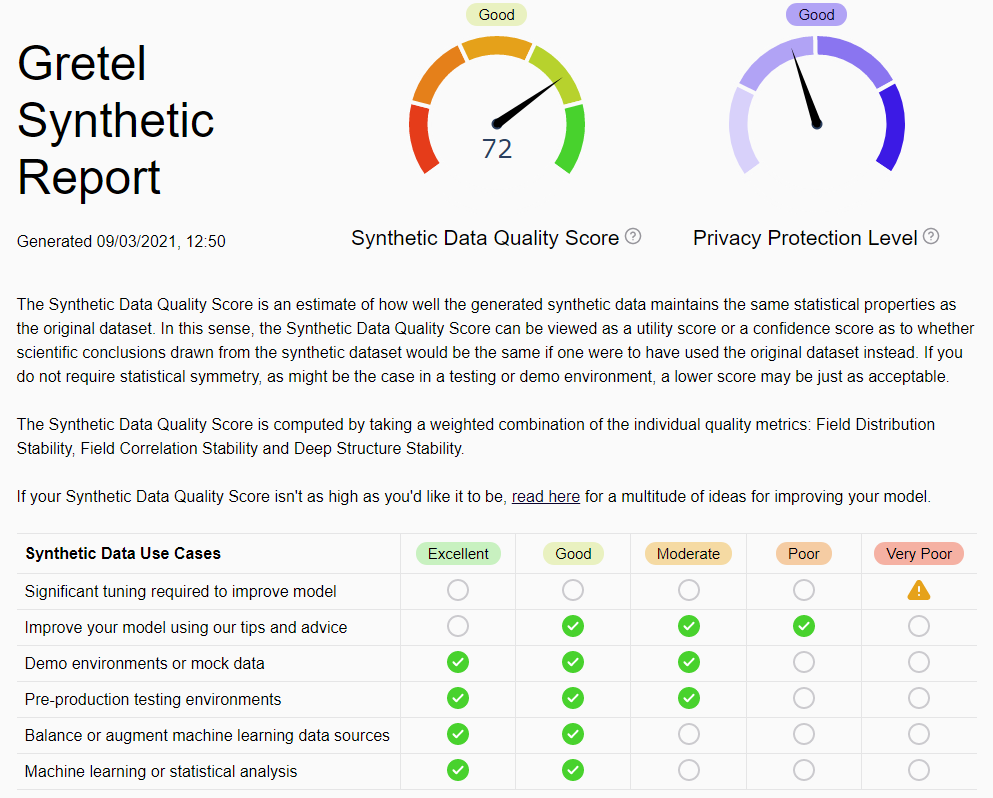 Gretel
Synthetic
Report
Generated 09/03/2021, 12:50
Good
72
Synthetic Data Quality Score ?
Good
Privacy Protection Level ?
The Synthetic Data Quality Score is an estimate of how well the generated synthetic data maintains the same statistical properties as
the original dataset. In this sense, the Synthetic Data Quality Score can be viewed as a utility score or a confidence score as to whether
scientific conclusions drawn from the synthetic dataset would be the same if one were to have used the original dataset instead. If you
do not require statistical symmetry, as might be the case in a testing or demo environment, a lower score may be just as acceptable.
The Synthetic Data Quality Score is computed by taking a weighted combination of the individual quality metrics: Field Distribution
Stability, Field Correlation Stability and Deep Structure Stability.
If your Synthetic Data Quality Score isn't as high as you'd like it to be, read here for a multitude of ideas for improving your model.
Synthetic Data Use Cases Excellent Good Moderate Poor Very Poor
Significant tuning required to improve model
Improve your model using our tips and advice
Demo environments or mock data
Pre-production testing environments
Balance or augment machine learning data sources
Machine learning or statistical analysis